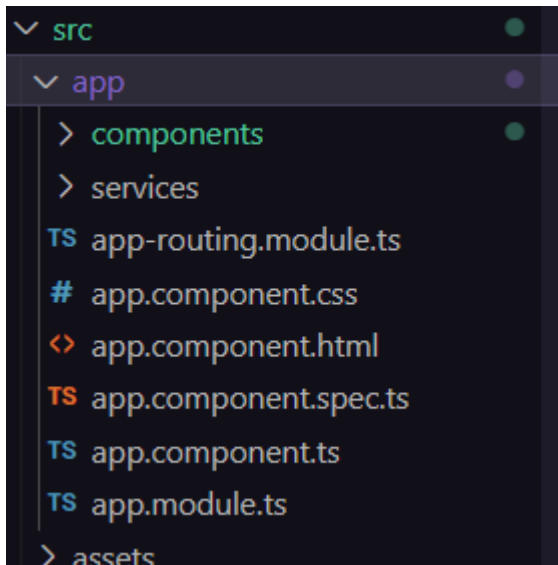 src
app
components
services
TS app-routing.module.ts
# app.component.css
<> app.component.html
TS app.component.spec.ts
TS app.component.ts
TS app.module.ts
assets